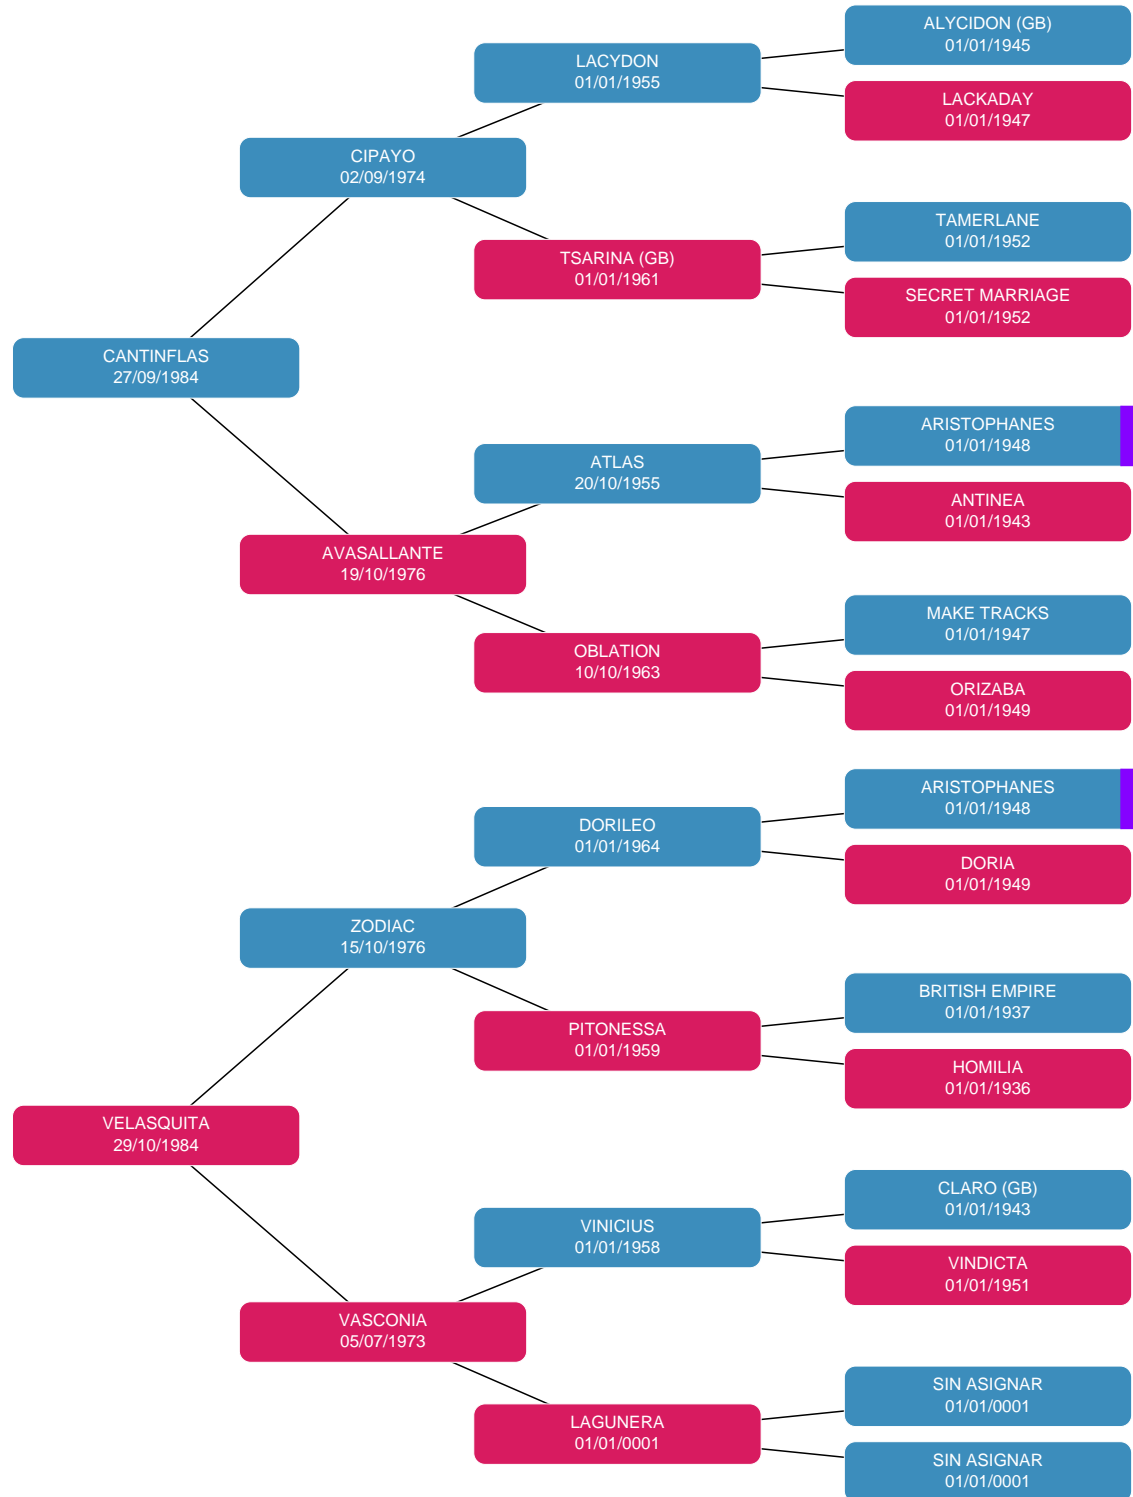 ALYCIDON (GB)
01/01/1945
LACYDON
01/01/1955
LACKADAY
01/01/1947
CIPAYO
02/09/1974
TAMERLANE
01/01/1952
TSARINA (GB)
01/01/1961
SECRET MARRIAGE
01/01/1952
CANTINFLAS
27/09/1984
ARISTOPHANES
01/01/1948
ATLAS
20/10/1955
ANTINEA
01/01/1943
AVASALLANTE
19/10/1976
MAKE TRACKS
01/01/1947
OBLATION
10/10/1963
ORIZABA
01/01/1949
ARISTOPHANES
01/01/1948
DORILEO
01/01/1964
DORIA
01/01/1949
ZODIAC
15/10/1976
BRITISH EMPIRE
01/01/1937
PITONESSA
01/01/1959
HOMILIA
01/01/1936
VELASQUITA
29/10/1984
CLARO (GB)
01/01/1943
VINICIUS
01/01/1958
VINDICTA
01/01/1951
VASCONIA
05/07/1973
SIN ASIGNAR
01/01/0001
LAGUNERA
01/01/0001
SIN ASIGNAR
01/01/0001